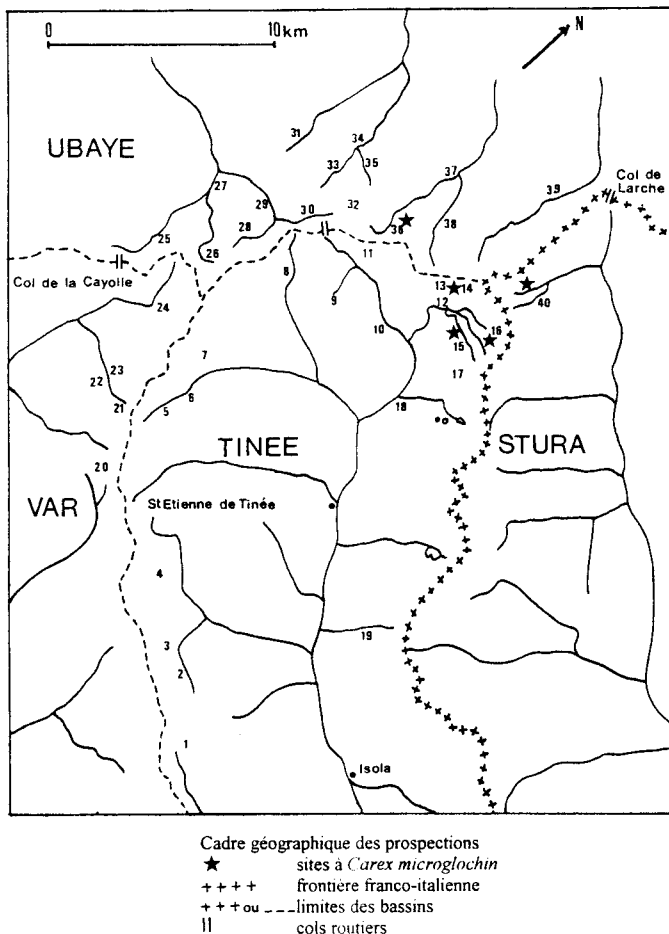 0 10 km
N
UBAYE
31
34
33 35
37
Col de
Larche
27
39
29
30 32
36 38
25 26 28
11
Col de la Cayolle
8
13 14
40
24
9
12
10
16
15
7
23
22
17
21
5 6
18
TINEE
STURA
20
VAR
St Etienne de Tinée
4
19
3
2
1
Isola
Cadre géographique des prospections
★ sites à Carex microglochin
++++ frontière franco-italienne
+++ou ---- limites des bassins
|| cols routiers